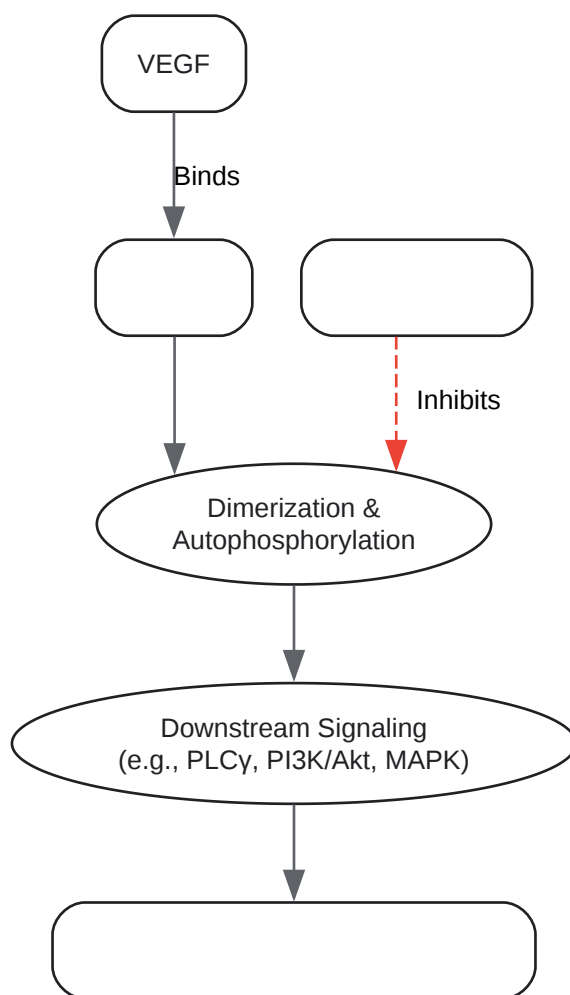 VEGF
Binds
Inhibits
Dimerization &
Autophosphorylation
Downstream Signaling
(e.g., PLCγ, PI3K/Akt, MAPK)